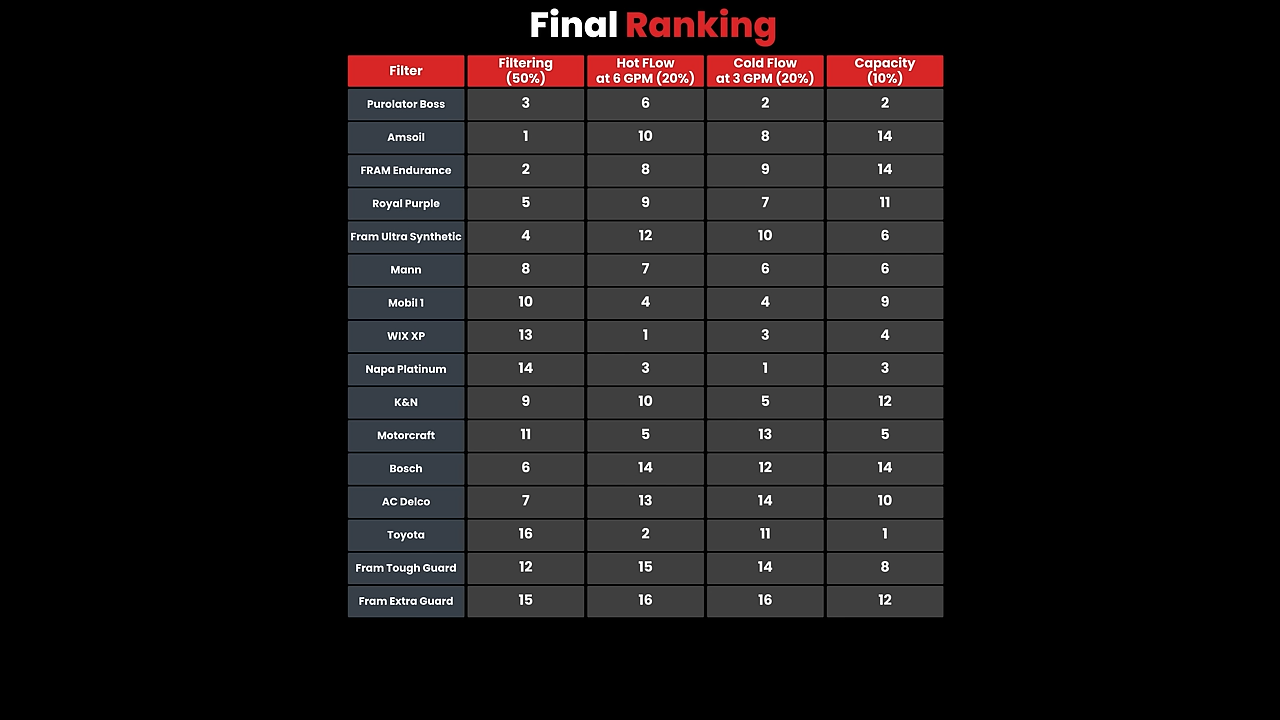 Final Ranking
Filter Filtering (50%) Hot FLow at 6 GPM (20%) Cold Flow at 3 GPM (20%) Capacity (10%)
Purolator Boss 3 6 2 2
Amsoil 1 10 8 14
FRAM Endurance 2 8 9 14
Royal Purple 5 9 7 11
Fram Ultra Synthetic 4 12 10 6
Mann 8 7 6 6
Mobil 1 10 4 4 9
WIX XP 13 1 3 4
Napa Platinum 14 3 1 3
K&N 9 10 5 12
Motorcraft 11 5 13 5
Bosch 6 14 12 14
AC Delco 7 13 14 10
Toyota 16 2 11 1
Fram Tough Guard 12 15 14 8
Fram Extra Guard 15 16 16 12